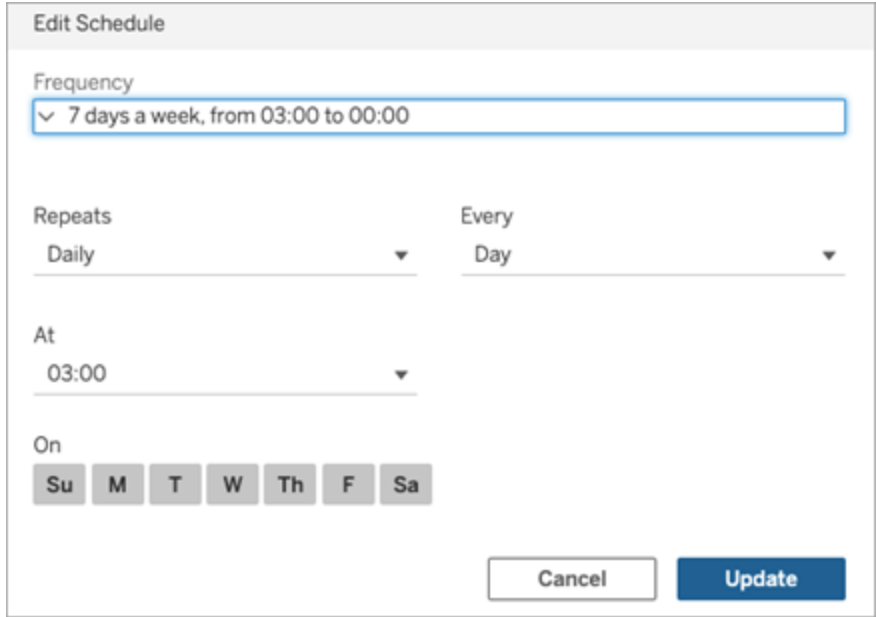 Edit Schedule
Frequency
7 days a week, from 03:00 to 00:00
Repeats
Every
Daily
Day
At
03:00
On
Su M T W Th F Sa
Cancel Update